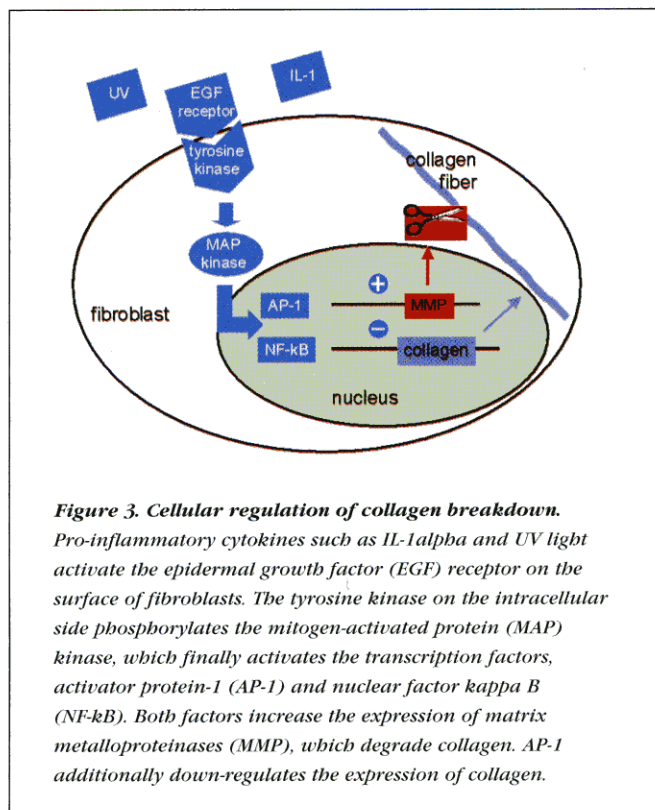 UV
EGF
receptor
IL-1
tyrosine
kinase
collagen
fiber
MAP
kinase
fibroblast
AP-1
+
MMP
NF-kB
−
collagen
nucleus
Figure 3. Cellular regulation of collagen breakdown.
Pro-inflammatory cytokines such as IL-1alpha and UV light
activate the epidermal growth factor (EGF) receptor on the
surface of fibroblasts. The tyrosine kinase on the intracellular
side phosphorylates the mitogen-activated protein (MAP)
kinase, which finally activates the transcription factors,
activator protein-1 (AP-1) and nuclear factor kappa B
(NF-kB). Both factors increase the expression of matrix
metalloproteinases (MMP), which degrade collagen. AP-1
additionally down-regulates the expression of collagen.